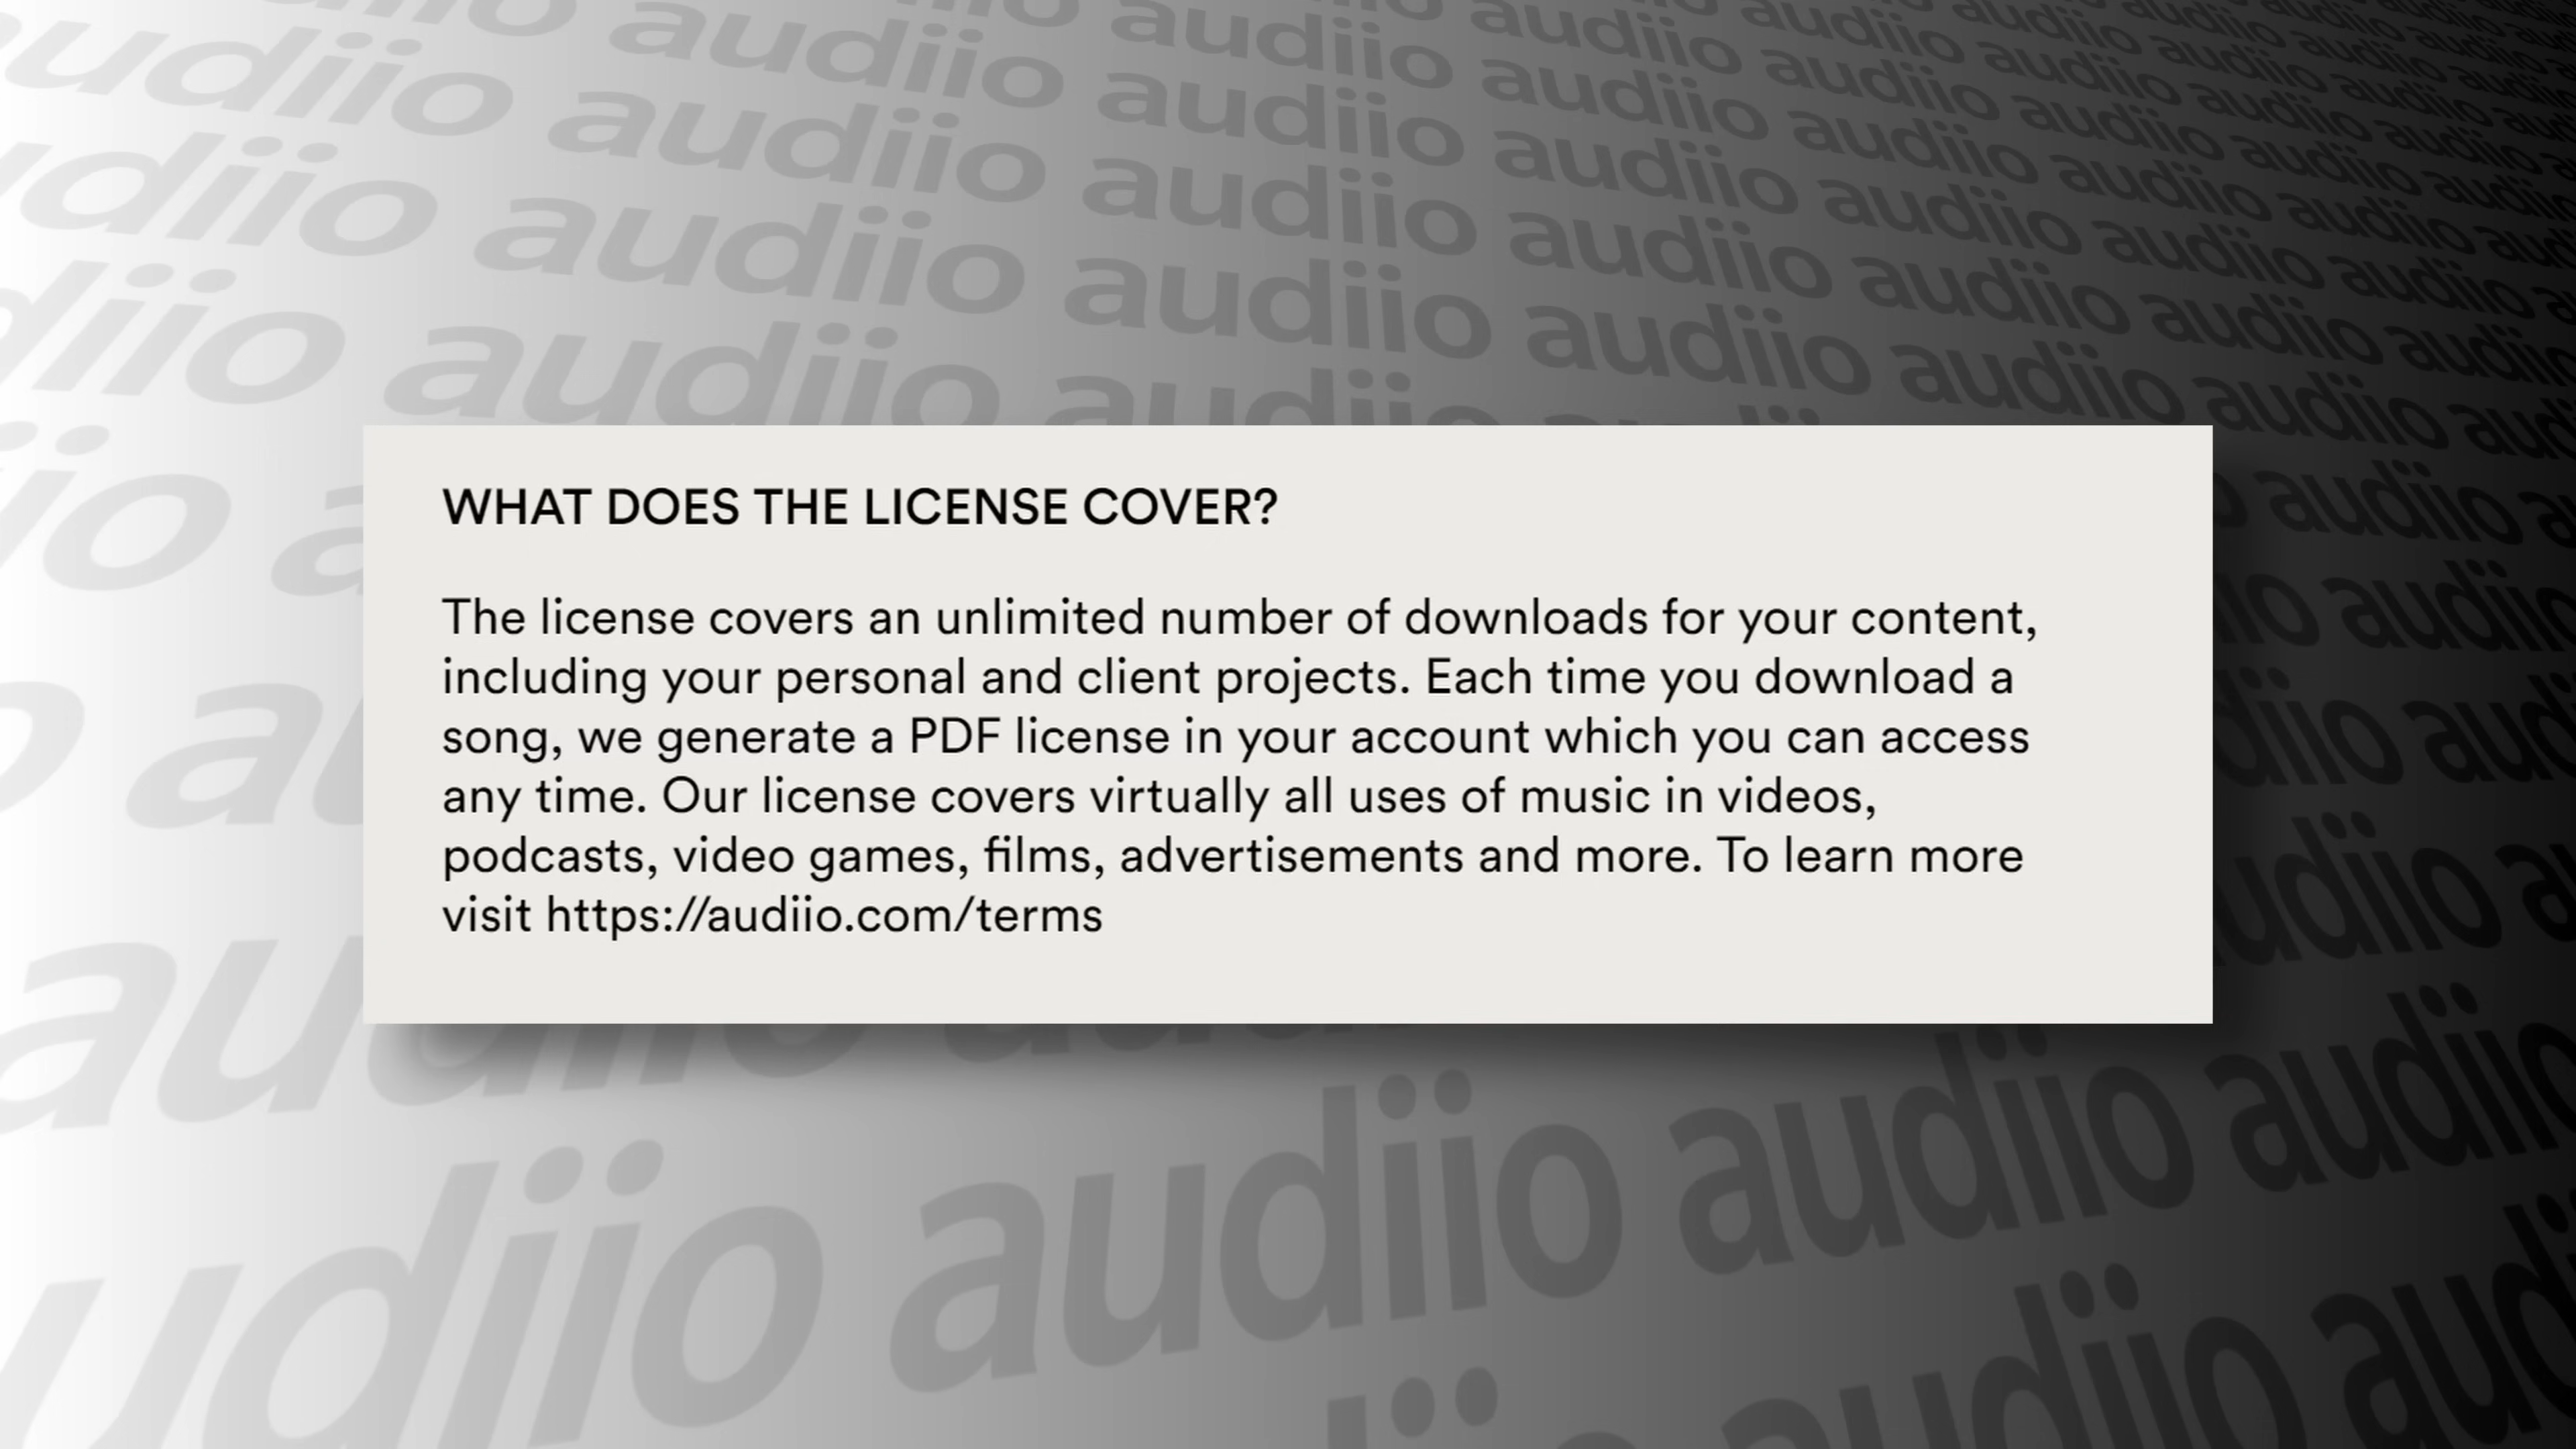 WHAT DOES THE LICENSE COVER?
The license covers an unlimited number of downloads for your content,
including your personal and client projects. Each time you download a
song, we generate a PDF license in your account which you can access
any time. Our license covers virtually all uses of music in videos,
podcasts, video games, films, advertisements and more. To learn more
visit https://audiio.com/terms
audiio audiio audiio